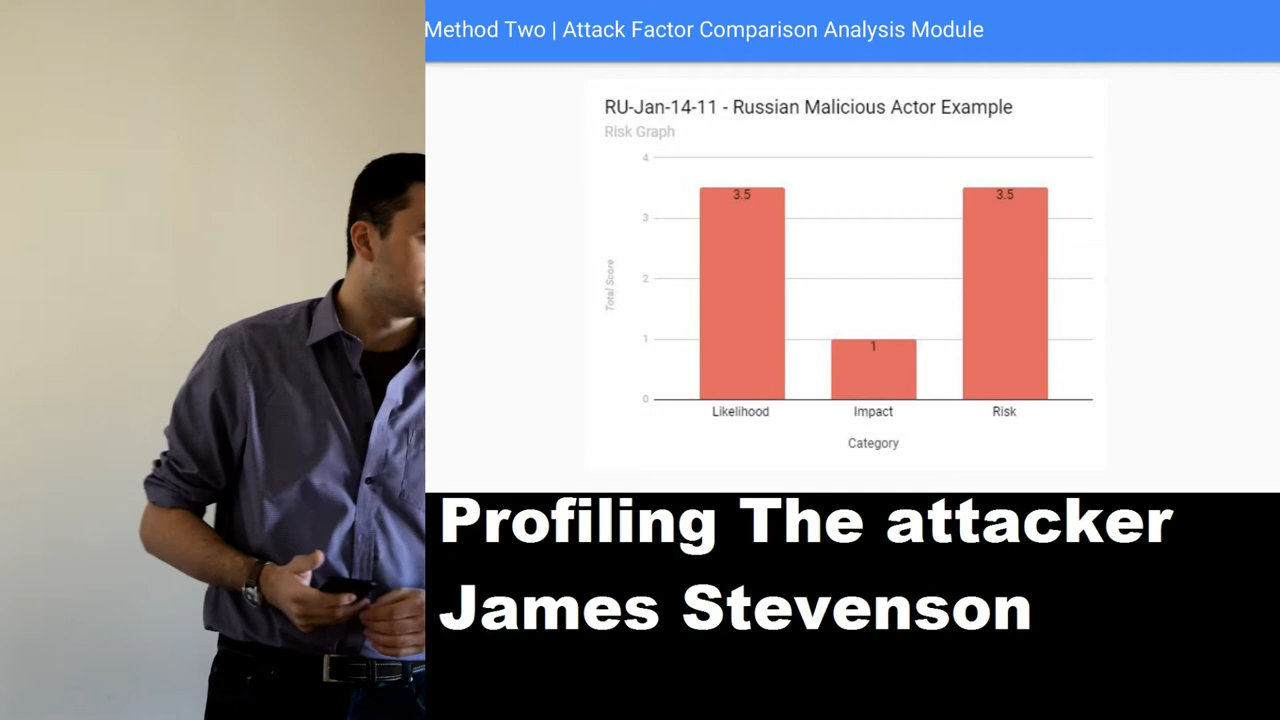 Method Two | Attack Factor Comparison Analysis Module
RU-Jan-14-11 - Russian Malicious Actor Example
Risk Graph
4
3
2
1
0
Total Score
3.5
1
3.5
Likelihood
Impact
Risk
Category
Profiling The attacker
James Stevenson